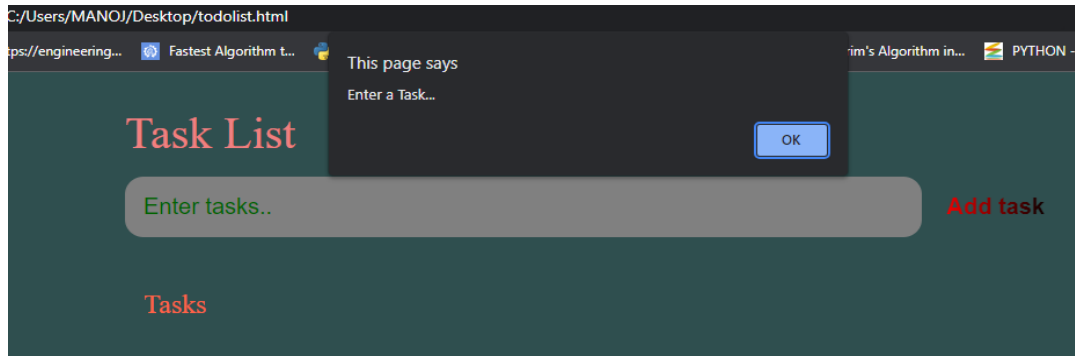 C:/Users/MANOJ/Desktop/todolist.html
tps://engineering... Fastest Algorithm t... rim's Algorithm in... PYTHON -
This page says
Enter a Task...
OK
Task List
Enter tasks.. Add task
Tasks